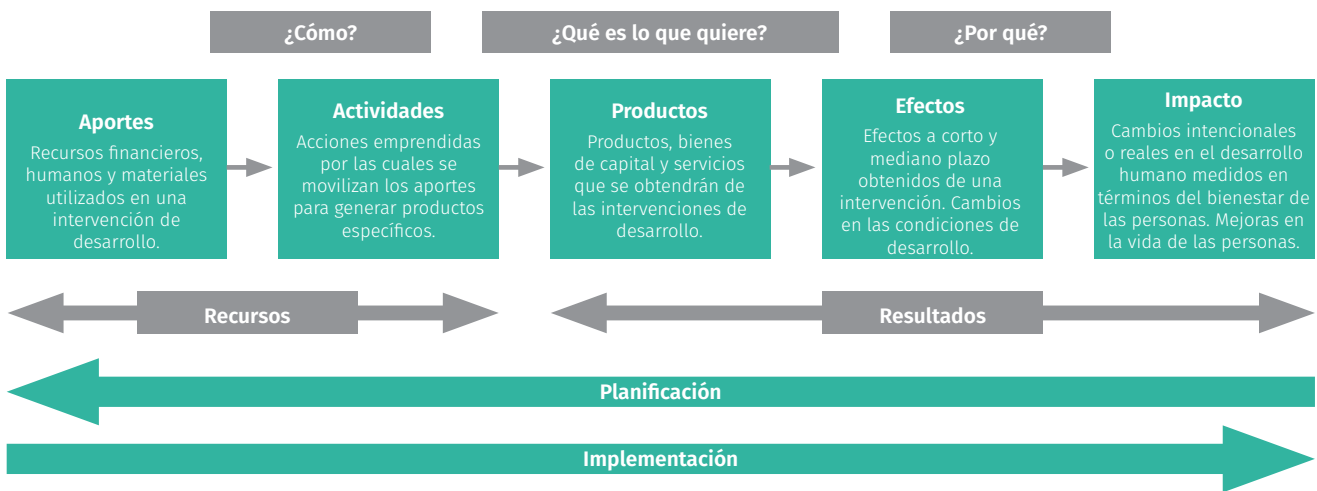 ¿Cómo?
¿Qué es lo que quiere?
¿Por qué?
Aportes
Recursos financieros,
humanos y materiales
utilizados en una
intervención de
desarrollo.
Actividades
Acciones emprendidas
por las cuales se
movilizan los aportes
para generar productos
específicos.
Productos
Productos, bienes
de capital y servicios
que se obtendrán de
las intervenciones de
desarrollo.
Efectos
Efectos a corto y
mediano plazo
obtenidos de una
intervención. Cambios
en las condiciones de
desarrollo.
Impacto
Cambios intencionales
o reales en el desarrollo
humano medidos en
términos del bienestar de
las personas. Mejoras en
la vida de las personas.
Recursos
Resultados
Planificación
Implementación